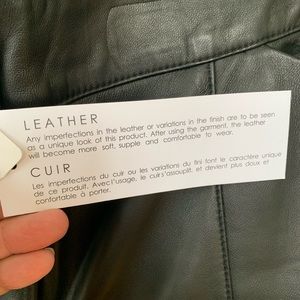 LEATHER
Any imperfections in the leather or variations in the finish are to be seen
as a unique look of this product. After using the garment, the leather
will become more soft, supple and comfortable to wear.
CUIR
Les imperfections du cuir ou les variations du fini font le caractère unique
de ce produit. Avec l'usage, le cuir s'assouplit, et devient plus doux et
confortable à porter.